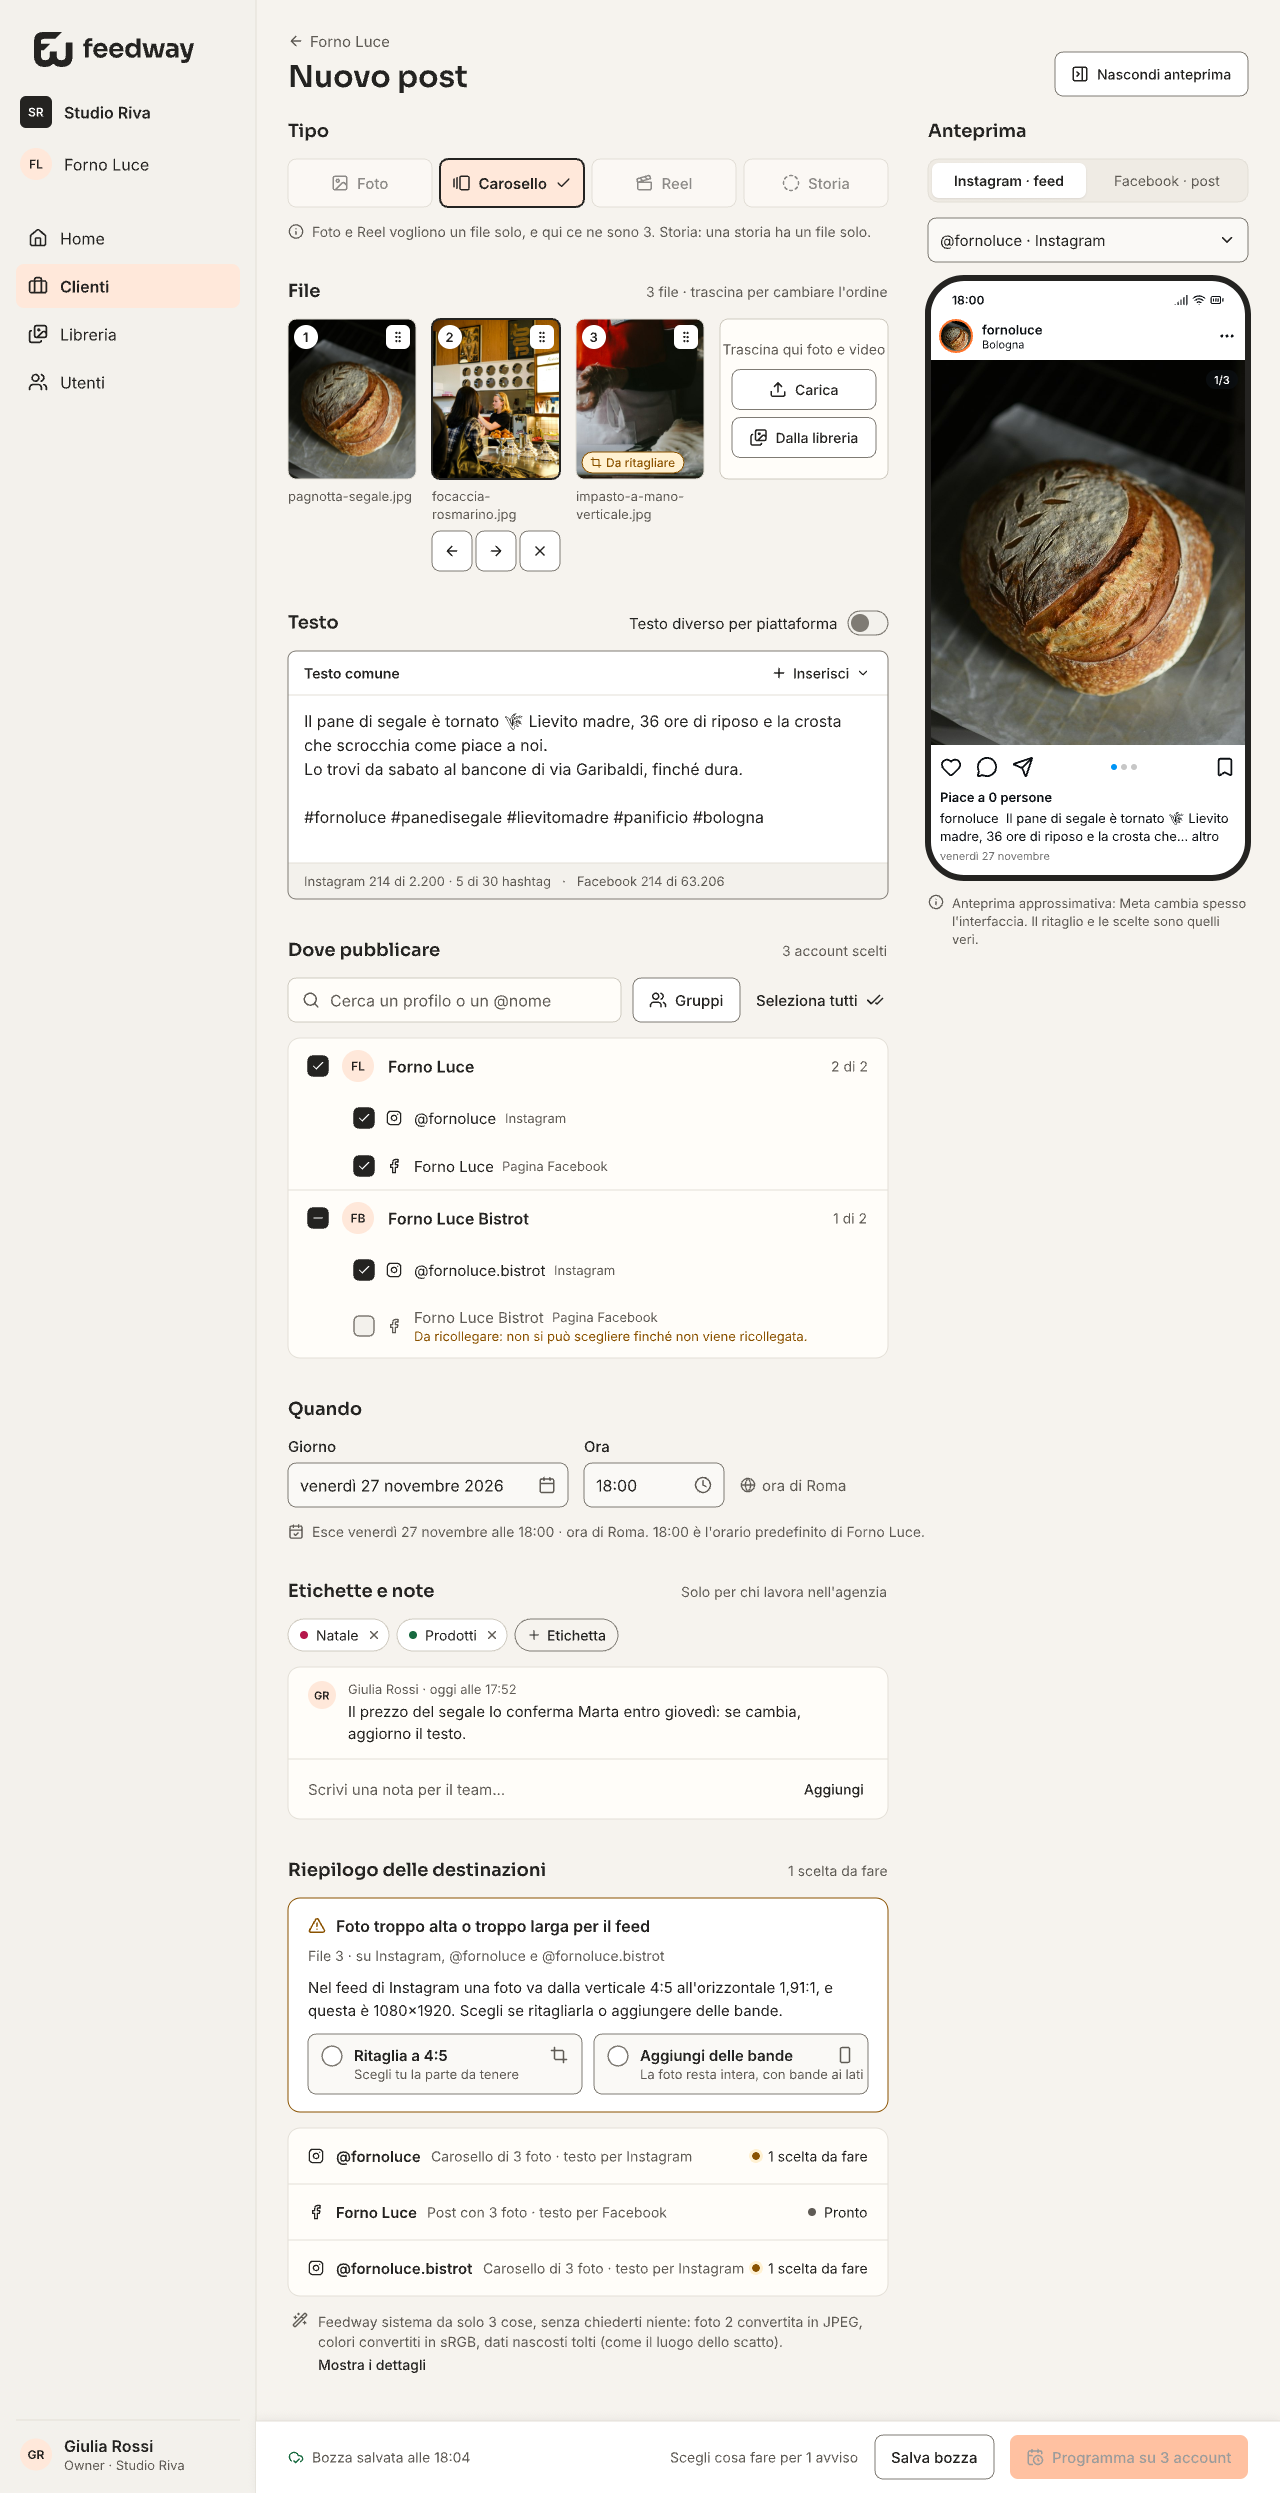 feedway
SR Studio Riva
FL Forno Luce
Home
Clienti
Libreria
Utenti
GR Giulia Rossi
Owner · Studio Riva
Forno Luce
Nuovo post
Nascondi anteprima
Tipo
Foto
Carosello
Reel
Storia
Foto e Reel vogliono un file solo, e qui ce ne sono 3. Storia: una storia ha un file solo.
File
3 file · trascina per cambiare l'ordine
1
2
3
Da ritagliare
Trascina qui foto e video
Carica
Dalla libreria
pagnotta-segale.jpg
focaccia-
rosmarino.jpg
impasto-a-mano-
verticale.jpg
Testo
Testo diverso per piattaforma
Testo comune
Inserisci
Il pane di segale è tornato 🌾 Lievito madre, 36 ore di riposo e la crosta
che scrocchia come piace a noi.
Lo trovi da sabato al bancone di via Garibaldi, finché dura.
#fornoluce #panedisegale #lievitomadre #panificio #bologna
Instagram 214 di 2.200 · 5 di 30 hashtag · Facebook 214 di 63.206
Dove pubblicare
3 account scelti
Cerca un profilo o un @nome
Gruppi
Seleziona tutti
FL Forno Luce
2 di 2
@fornoluce Instagram
Forno Luce Pagina Facebook
FB Forno Luce Bistrot
1 di 2
@fornoluce.bistrot Instagram
Forno Luce Bistrot Pagina Facebook
Da ricollegare: non si può scegliere finché non viene ricollegata.
Quando
Giorno
Ora
venerdì 27 novembre 2026
18:00
ora di Roma
Esce venerdì 27 novembre alle 18:00 · ora di Roma. 18:00 è l'orario predefinito di Forno Luce.
Etichette e note
Solo per chi lavora nell'agenzia
Natale
Prodotti
Etichetta
GR Giulia Rossi · oggi alle 17:52
Il prezzo del segale lo conferma Marta entro giovedì: se cambia,
aggiorno il testo.
Scrivi una nota per il team...
Aggiungi
Riepilogo delle destinazioni
1 scelta da fare
Foto troppo alta o troppo larga per il feed
File 3 · su Instagram, @fornoluce e @fornoluce.bistrot
Nel feed di Instagram una foto va dalla verticale 4:5 all'orizzontale 1,91:1, e
questa è 1080×1920. Scegli se ritagliarla o aggiungere delle bande.
Ritaglia a 4:5
Scegli tu la parte da tenere
Aggiungi delle bande
La foto resta intera, con bande ai lati
@fornoluce Carosello di 3 foto · testo per Instagram
1 scelta da fare
Forno Luce Post con 3 foto · testo per Facebook
Pronto
@fornoluce.bistrot Carosello di 3 foto · testo per Instagram
1 scelta da fare
Feedway sistema da solo 3 cose, senza chiederti niente: foto 2 convertita in JPEG,
colori convertiti in sRGB, dati nascosti tolti (come il luogo dello scatto).
Mostra i dettagli
Anteprima
Instagram · feed
Facebook · post
@fornoluce · Instagram
18:00
fornoluce
Bologna
1/3
Piace a 0 persone
fornoluce Il pane di segale è tornato 🌾 Lievito
madre, 36 ore di riposo e la crosta che... altro
venerdì 27 novembre
Anteprima approssimativa: Meta cambia spesso
l'interfaccia. Il ritaglio e le scelte sono quelli
veri.
Bozza salvata alle 18:04
Scegli cosa fare per 1 avviso
Salva bozza
Programma su 3 account